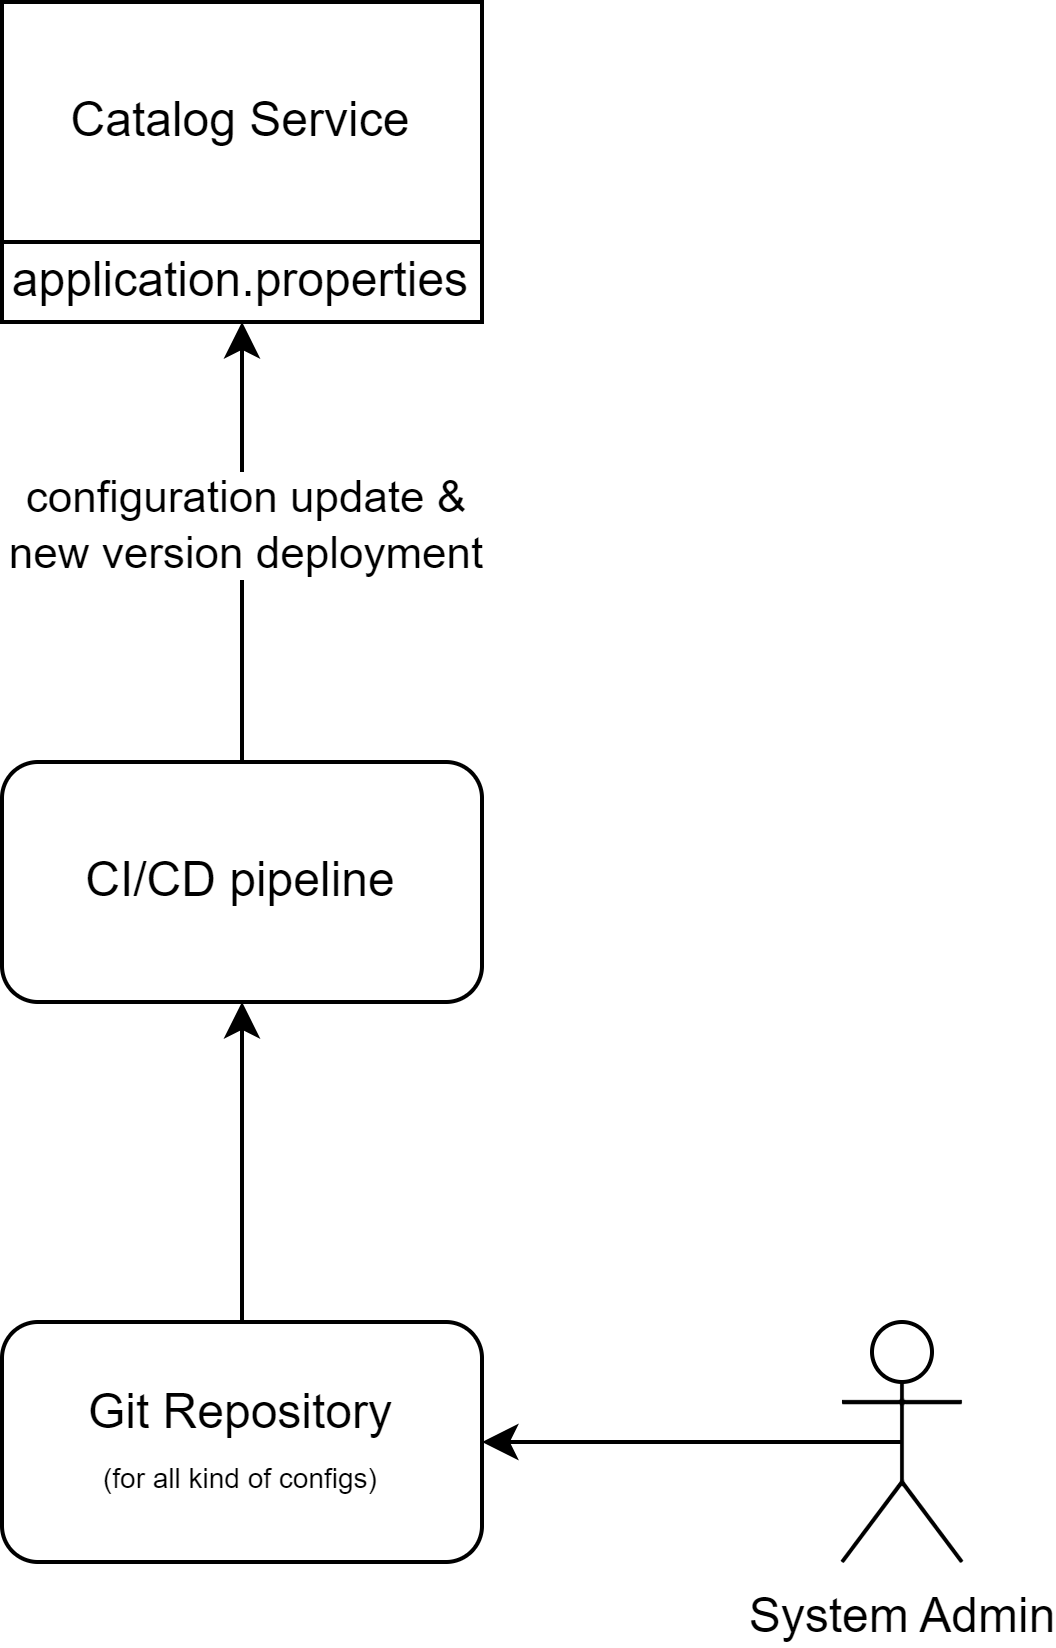 Catalog Service
application.properties
configuration update &
new version deployment
CI/CD pipeline
Git Repository
(for all kind of configs)
System Admin